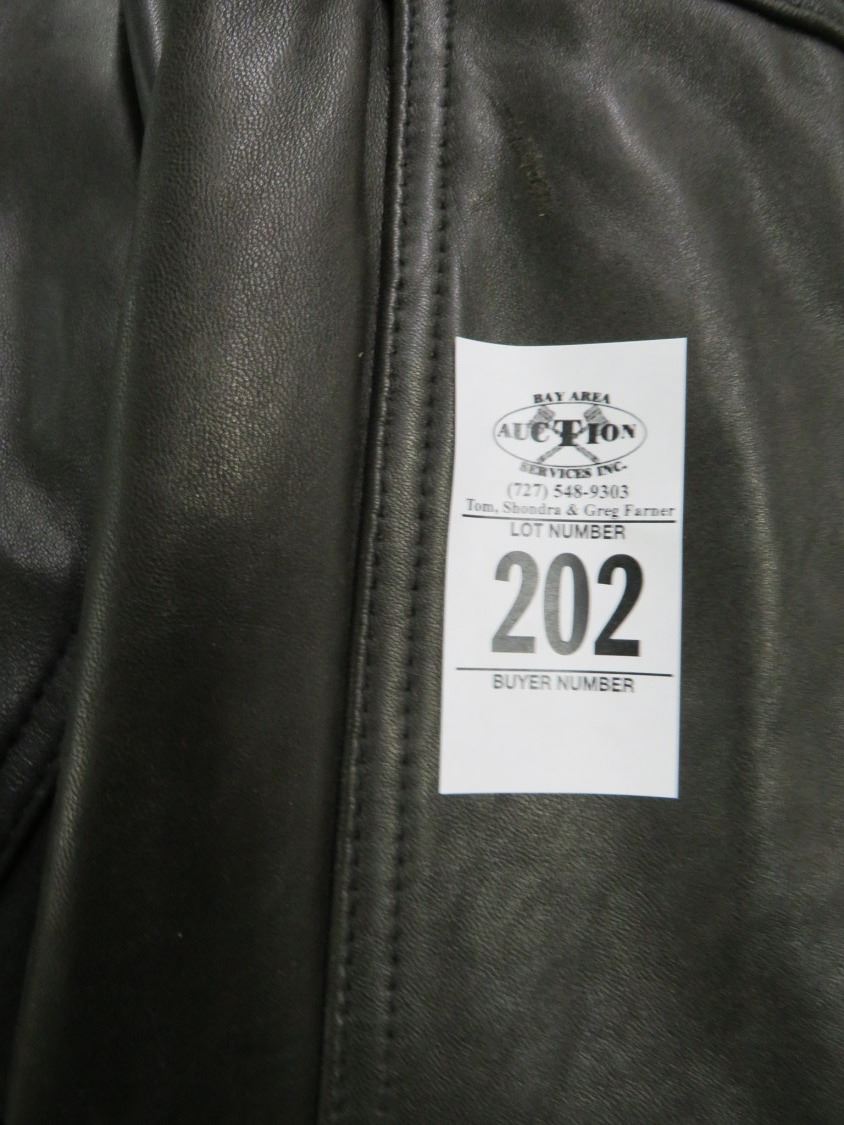 BAY AREA
AUCTION
SERVICES INC.
(727) 548-9303
Tom, Shondra & Greg Farner
LOT NUMBER
202
BUYER NUMBER